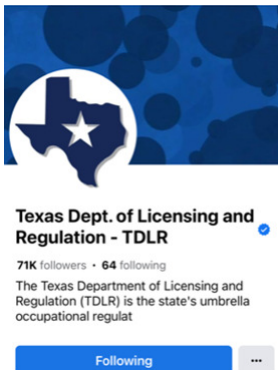 Texas Dept. of Licensing and
Regulation - TDLR
71K followers • 64 following
The Texas Department of Licensing and
Regulation (TDLR) is the state's umbrella
occupational regulat
Following